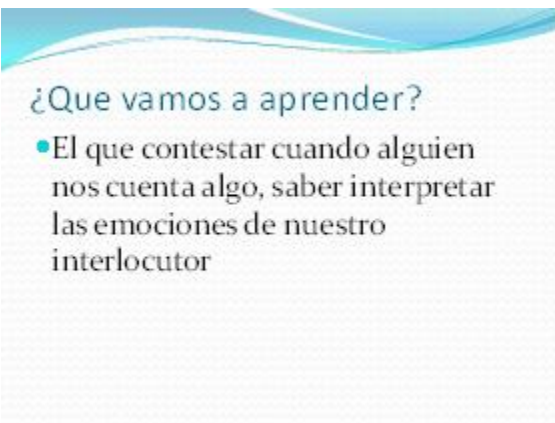 ¿Que vamos a aprender?
•El que contestar cuando alguien
nos cuenta algo, saber interpretar
las emociones de nuestro
interlocutor